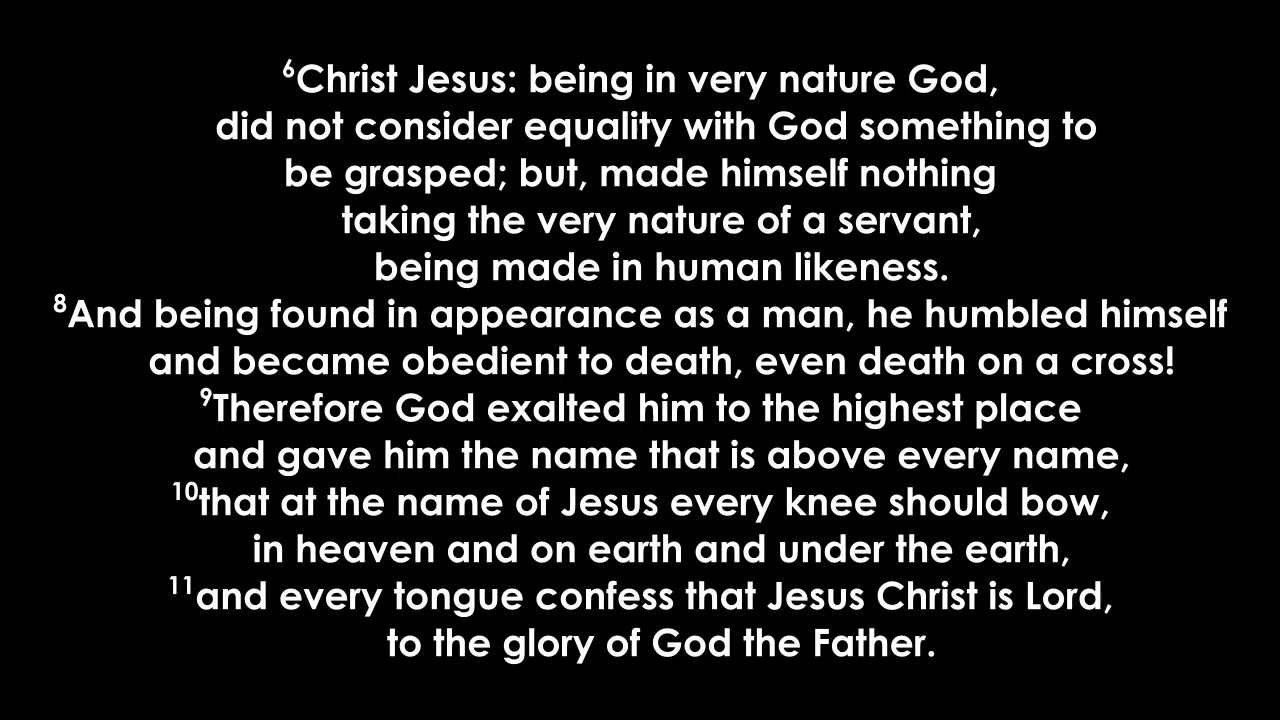 ⁶Christ Jesus: being in very nature God,
did not consider equality with God something to
be grasped; but, made himself nothing
taking the very nature of a servant,
being made in human likeness.
⁸And being found in appearance as a man, he humbled himself
and became obedient to death, even death on a cross!
⁹Therefore God exalted him to the highest place
and gave him the name that is above every name,
¹⁰that at the name of Jesus every knee should bow,
in heaven and on earth and under the earth,
¹¹and every tongue confess that Jesus Christ is Lord,
to the glory of God the Father.